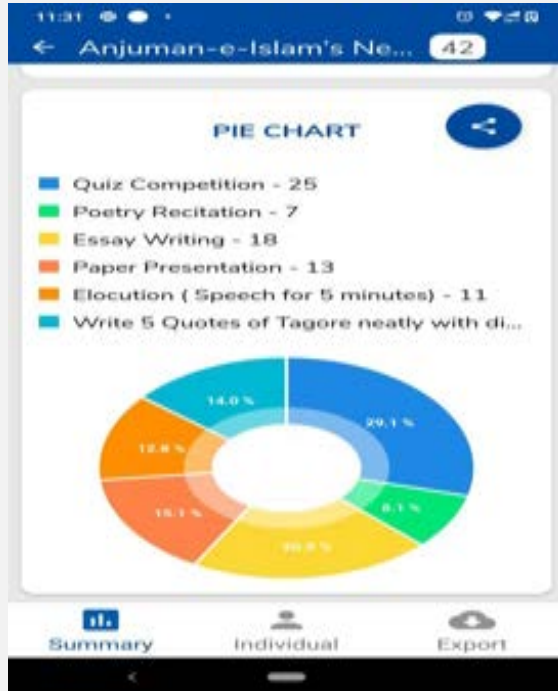 11:31
Anjuman-e-Islam's Ne... 42
PIE CHART
Quiz Competition - 25
Poetry Recitation - 7
Essay Writing - 18
Paper Presentation - 13
Elocution ( Speech for 5 minutes) - 11
Write 5 Quotes of Tagore neatly with di...
14.0 %
29.1 %
12.8 %
8.1 %
15.1 %
20.9 %
Summary Individual Export